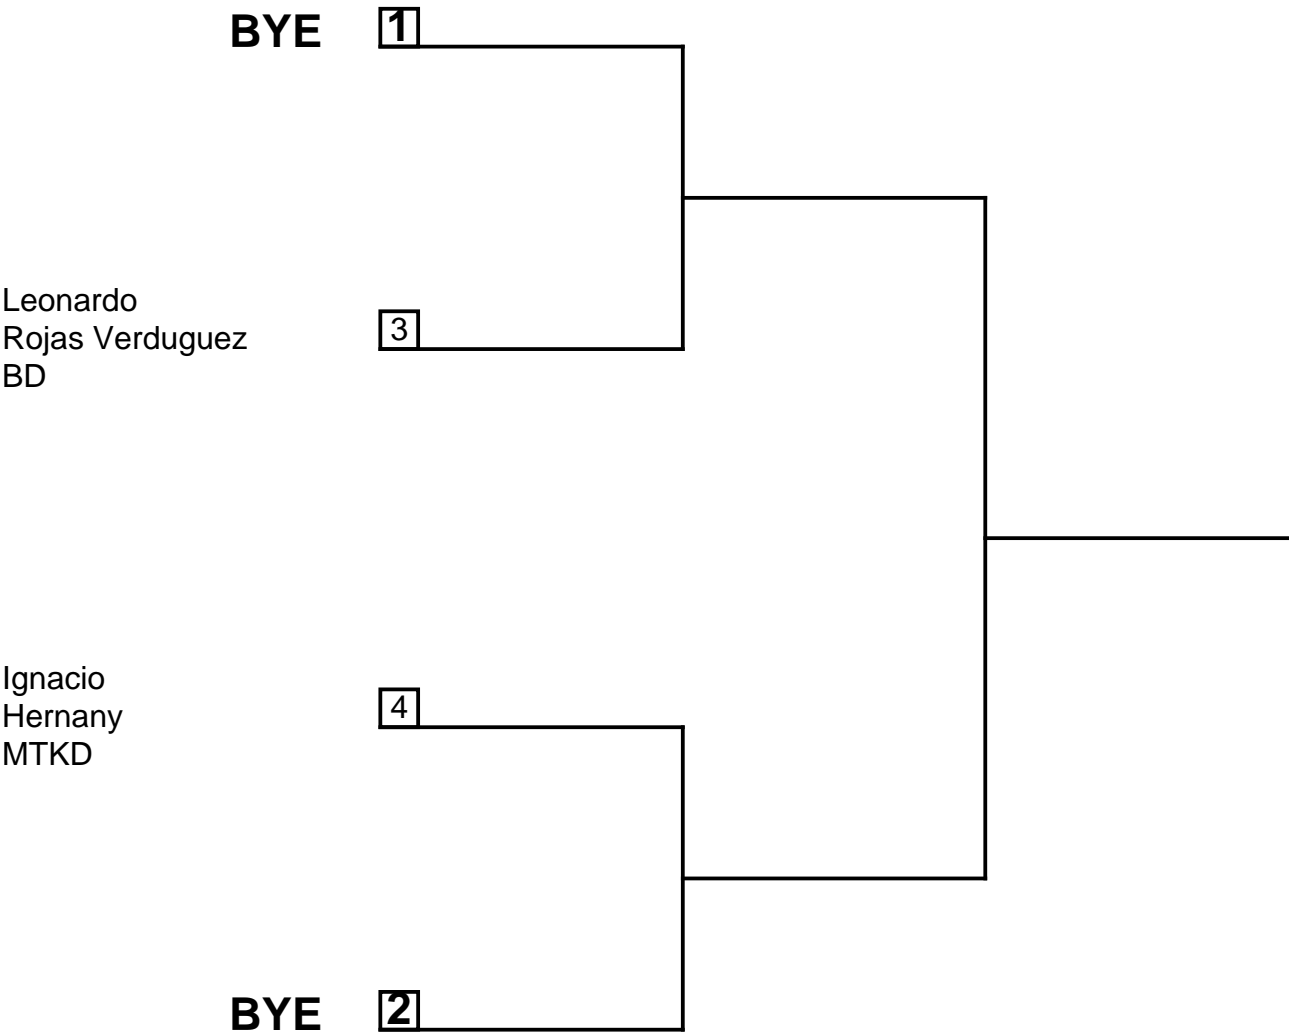 BYE 1
Leonardo
Rojas Verduguez 3
BD
Ignacio
Hernany 4
MTKD
BYE 2